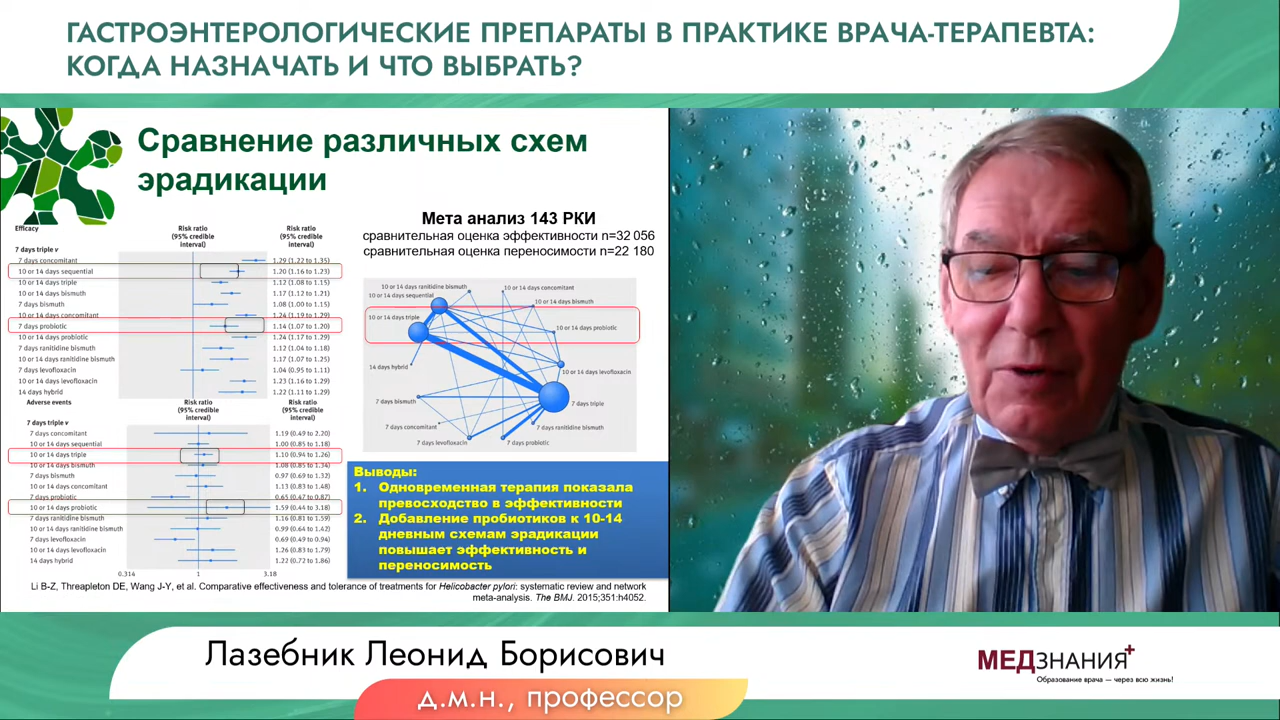 ГАСТРОЭНТЕРОЛОГИЧЕСКИЕ ПРЕПАРАТЫ В ПРАКТИКЕ ВРАЧА-ТЕРАПЕВТА:
КОГДА НАЗНАЧАТЬ И ЧТО ВЫБРАТЬ?
Сравнение различных схем
эрадикации
Efficacy
Risk ratio
(95% credible
interval)
Risk ratio
(95% credible
interval)
7 days triple v
7 days concomitant 1.29 (1.22 to 1.35)
10 or 14 days sequential 1.20 (1.16 to 1.23)
10 or 14 days triple 1.12 (1.08 to 1.15)
10 or 14 days bismuth 1.17 (1.12 to 1.21)
7 days bismuth 1.08 (1.00 to 1.15)
10 or 14 days concomitant 1.24 (1.19 to 1.29)
7 days probiotic 1.14 (1.07 to 1.20)
10 or 14 days probiotic 1.24 (1.17 to 1.29)
7 days ranitidine bismuth 1.12 (1.04 to 1.18)
10 or 14 days ranitidine bismuth 1.17 (1.07 to 1.25)
7 days levofloxacin 1.04 (0.95 to 1.11)
10 or 14 days levofloxacin 1.23 (1.16 to 1.29)
14 days hybrid 1.22 (1.11 to 1.29)
Adverse events
Risk ratio
(95% credible
interval)
Risk ratio
(95% credible
interval)
7 days triple v
7 days concomitant 1.19 (0.49 to 2.20)
10 or 14 days sequential 1.00 (0.85 to 1.18)
10 or 14 days triple 1.10 (0.94 to 1.26)
10 or 14 days bismuth 1.08 (0.85 to 1.34)
7 days bismuth 0.97 (0.69 to 1.32)
10 or 14 days concomitant 1.13 (0.83 to 1.48)
7 days probiotic 0.65 (0.47 to 0.87)
10 or 14 days probiotic 1.59 (0.44 to 3.18)
7 days ranitidine bismuth 1.16 (0.81 to 1.59)
10 or 14 days ranitidine bismuth 0.99 (0.64 to 1.42)
7 days levofloxacin 0.69 (0.49 to 0.94)
10 or 14 days levofloxacin 1.26 (0.83 to 1.79)
14 days hybrid 1.22 (0.72 to 1.86)
0.314 1 3.18
Мета анализ 143 РКИ
сравнительная оценка эффективности n=32 056
сравнительная оценка переносимости n=22 180
10 or 14 days ranitidine bismuth
10 or 14 days concomitant
10 or 14 days sequential
10 or 14 days bismuth
10 or 14 days triple
10 or 14 days probiotic
14 days hybrid
10 or 14 days levofloxacin
7 days bismuth
7 days triple
7 days concomitant
7 days ranitidine bismuth
7 days levofloxacin
7 days probiotic
Выводы:
1. Одновременная терапия показала
превосходство в эффективности
2. Добавление пробиотиков к 10-14
дневным схемам эрадикации
повышает эффективность и
переносимость
Li B-Z, Threapleton DE, Wang J-Y, et al. Comparative effectiveness and tolerance of treatments for Helicobacter pylori: systematic review and network
meta-analysis. The BMJ. 2015;351:h4052.
Лазебник Леонид Борисович
д.м.н., профессор
МЕДЗНАНИЯ+
Образование врача — через всю жизнь!